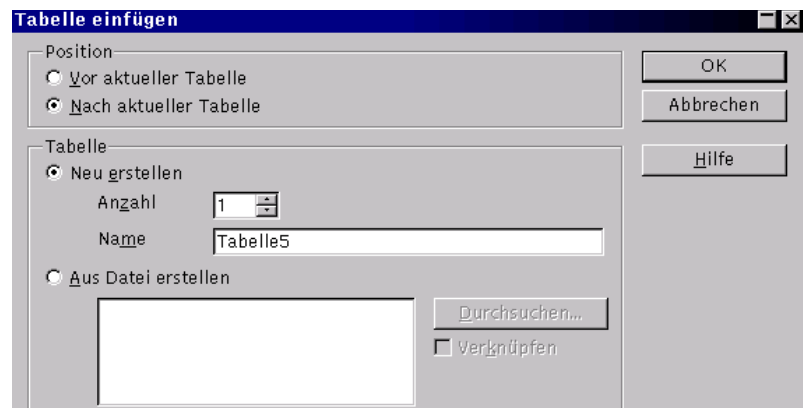 Tabelle einfügen
Position
Vor aktueller Tabelle
Nach aktueller Tabelle
OK
Abbrechen
Hilfe
Tabelle
Neu erstellen
Anzahl 1
Name Tabelle5
Aus Datei erstellen
Durchsuchen...
Verknüpfen